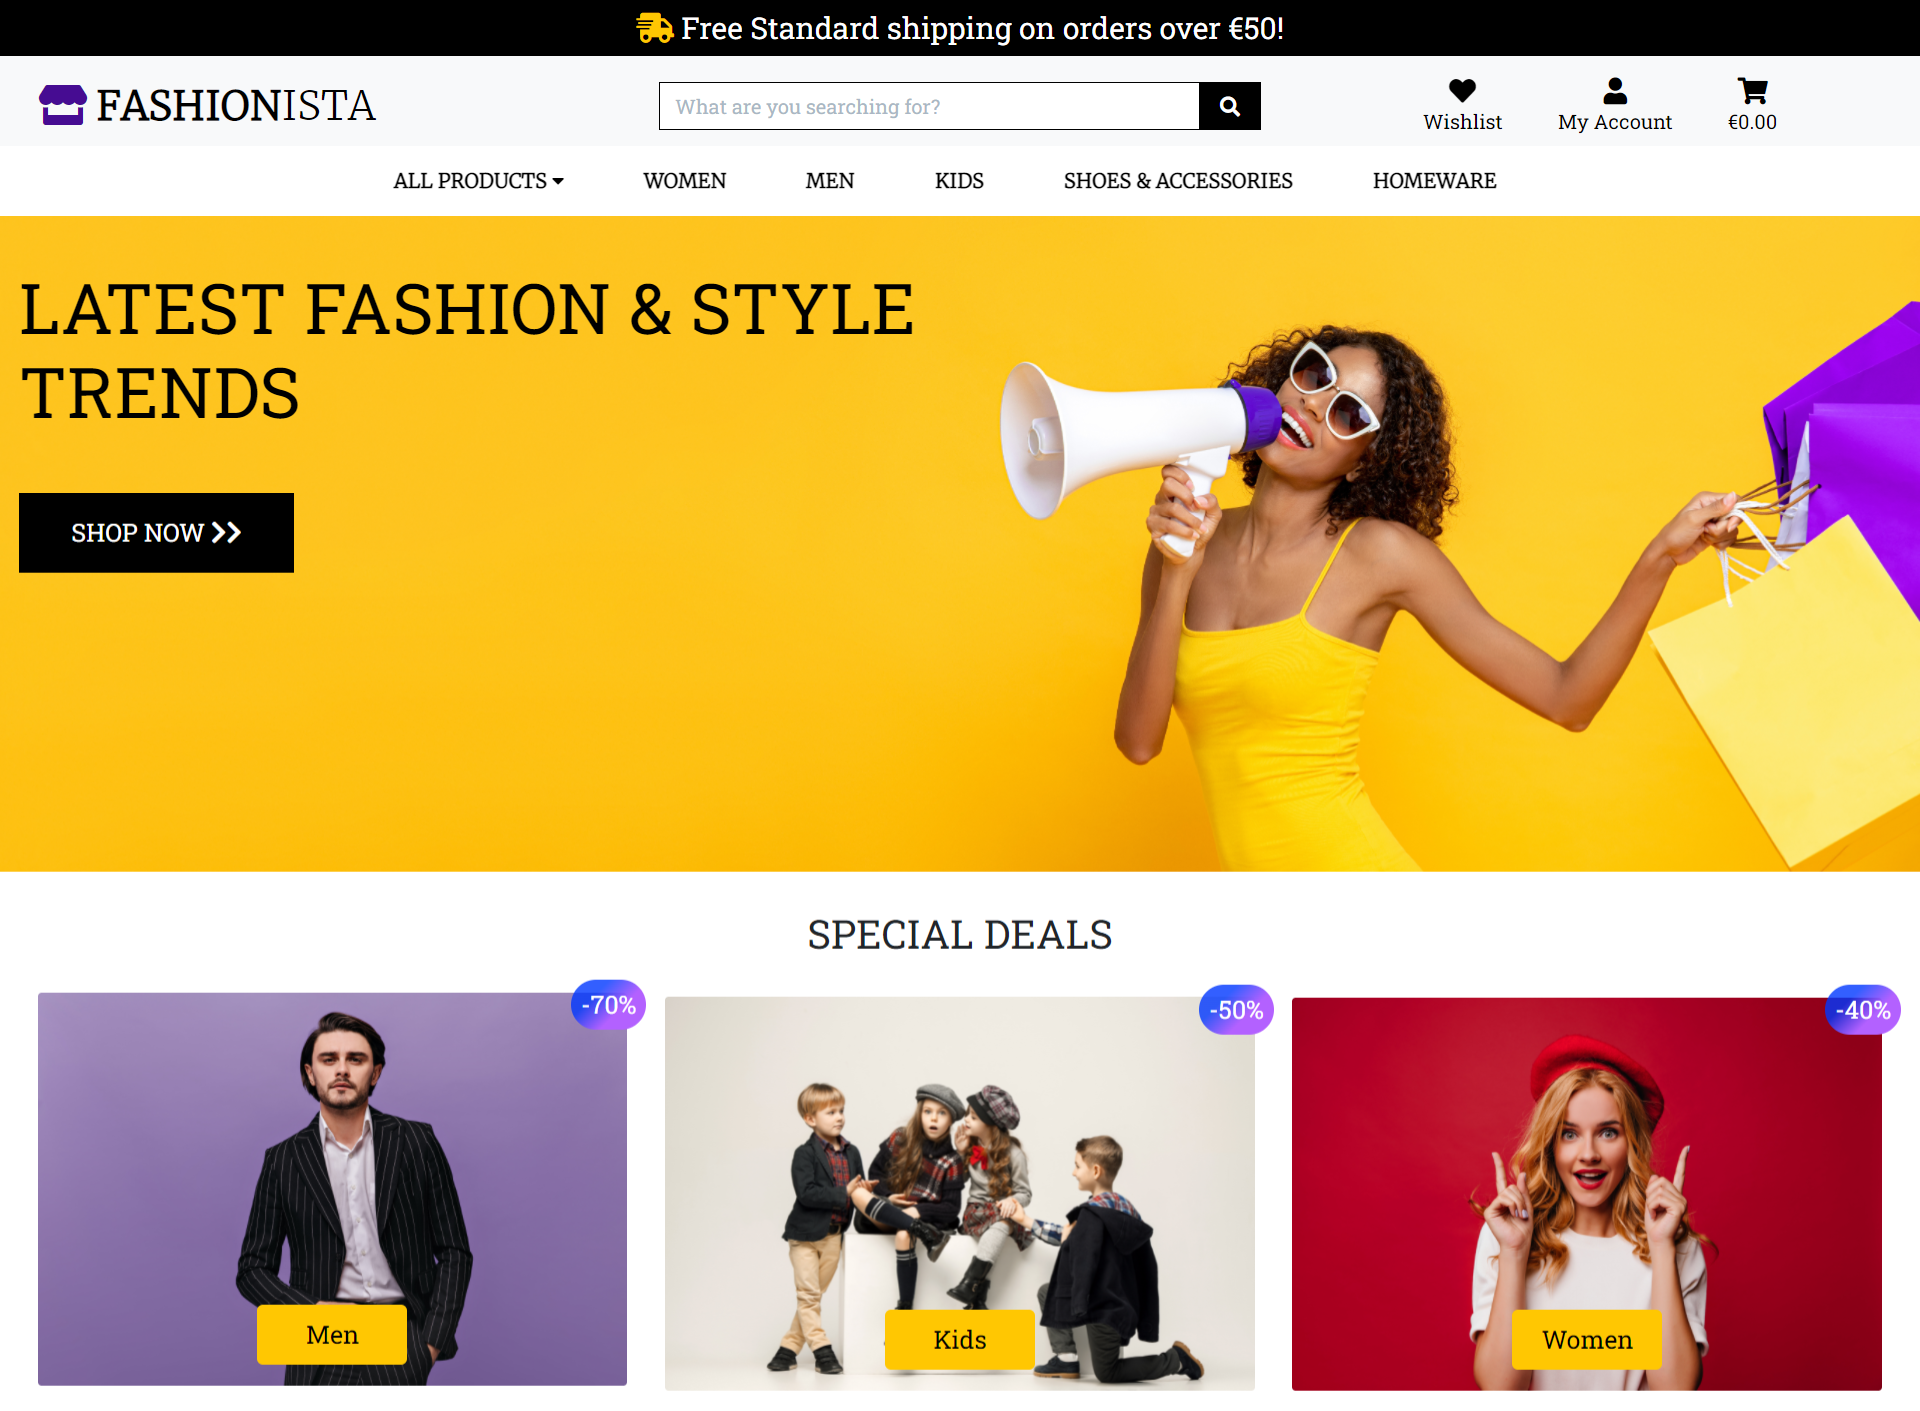 Free Standard shipping on orders over €50!
FASHIONISTA
What are you searching for?
Wishlist
My Account
€0.00
ALL PRODUCTS
WOMEN
MEN
KIDS
SHOES & ACCESSORIES
HOMEWARE
LATEST FASHION & STYLE
TRENDS
SHOP NOW
SPECIAL DEALS
-70%
Men
-50%
Kids
-40%
Women